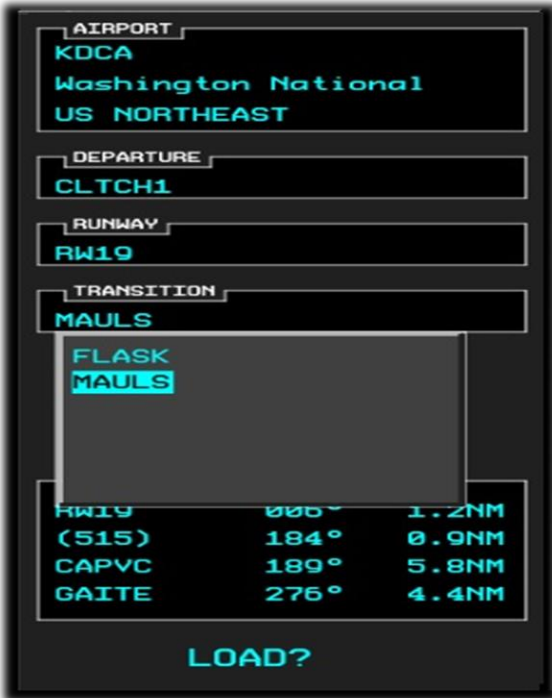 AIRPORT
KDCA
Washington National
US NORTHEAST
DEPARTURE
CLTCH1
RUNWAY
RW19
TRANSITION
MAULS
FLASK
MAULS
RW19 006° 1.2NM
(515) 184° 0.9NM
CAPVC 189° 5.8NM
GAITE 276° 4.4NM
LOAD?